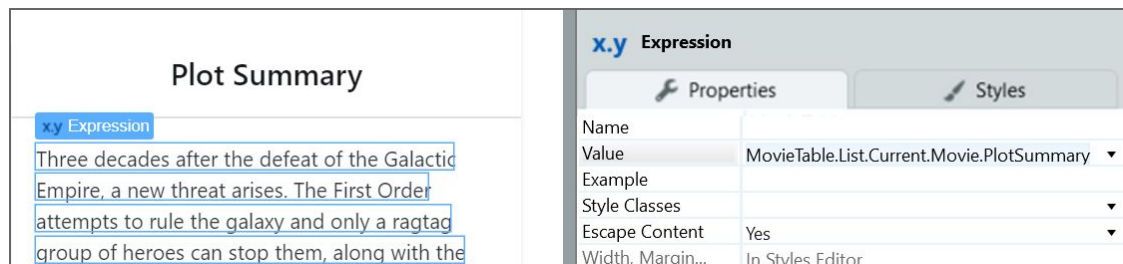 Plot Summary
x.y Expression
Three decades after the defeat of the Galactic
Empire, a new threat arises. The First Order
attempts to rule the galaxy and only a ragtag
group of heroes can stop them, along with the
x.y Expression
Properties Styles
Name
Value MovieTable.List.Current.Movie.PlotSummary
Example
Style Classes
Escape Content Yes
Width, Margin... In Styles Editor